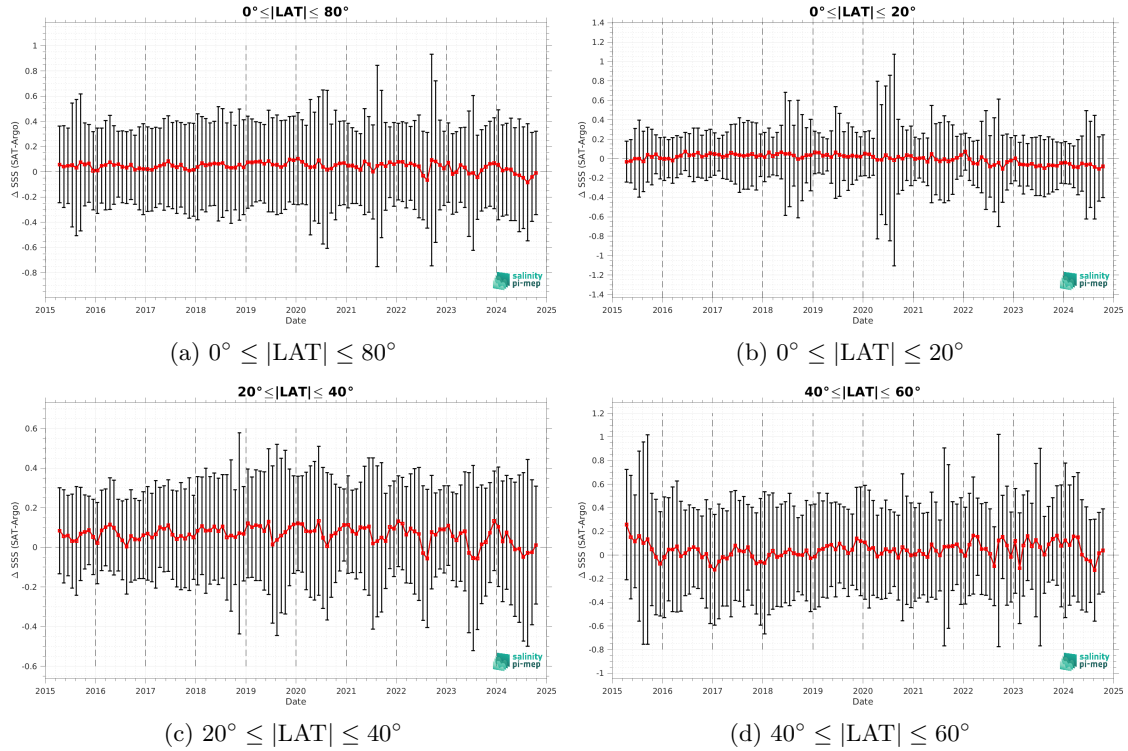 0°≤|LAT|≤ 80°
Δ SSS (SAT-Argo)
1
0.8
0.6
0.4
0.2
0
-0.2
-0.4
-0.6
-0.8
2015 2016 2017 2018 2019 2020 2021 2022 2023 2024 2025
Date
salinity
pi-mep
(a) 0° ≤ |LAT| ≤ 80°
0°≤|LAT|≤ 20°
Δ SSS (SAT-Argo)
1.4
1.2
1
0.8
0.6
0.4
0.2
0
-0.2
-0.4
-0.6
-0.8
-1
-1.2
-1.4
2015 2016 2017 2018 2019 2020 2021 2022 2023 2024 2025
Date
salinity
pi-mep
(b) 0° ≤ |LAT| ≤ 20°
20°≤|LAT|≤ 40°
Δ SSS (SAT-Argo)
0.6
0.4
0.2
0
-0.2
-0.4
-0.6
2015 2016 2017 2018 2019 2020 2021 2022 2023 2024 2025
Date
salinity
pi-mep
(c) 20° ≤ |LAT| ≤ 40°
40°≤|LAT|≤ 60°
Δ SSS (SAT-Argo)
1.2
1
0.8
0.6
0.4
0.2
0
-0.2
-0.4
-0.6
-0.8
-1
2015 2016 2017 2018 2019 2020 2021 2022 2023 2024 2025
Date
salinity
pi-mep
(d) 40° ≤ |LAT| ≤ 60°